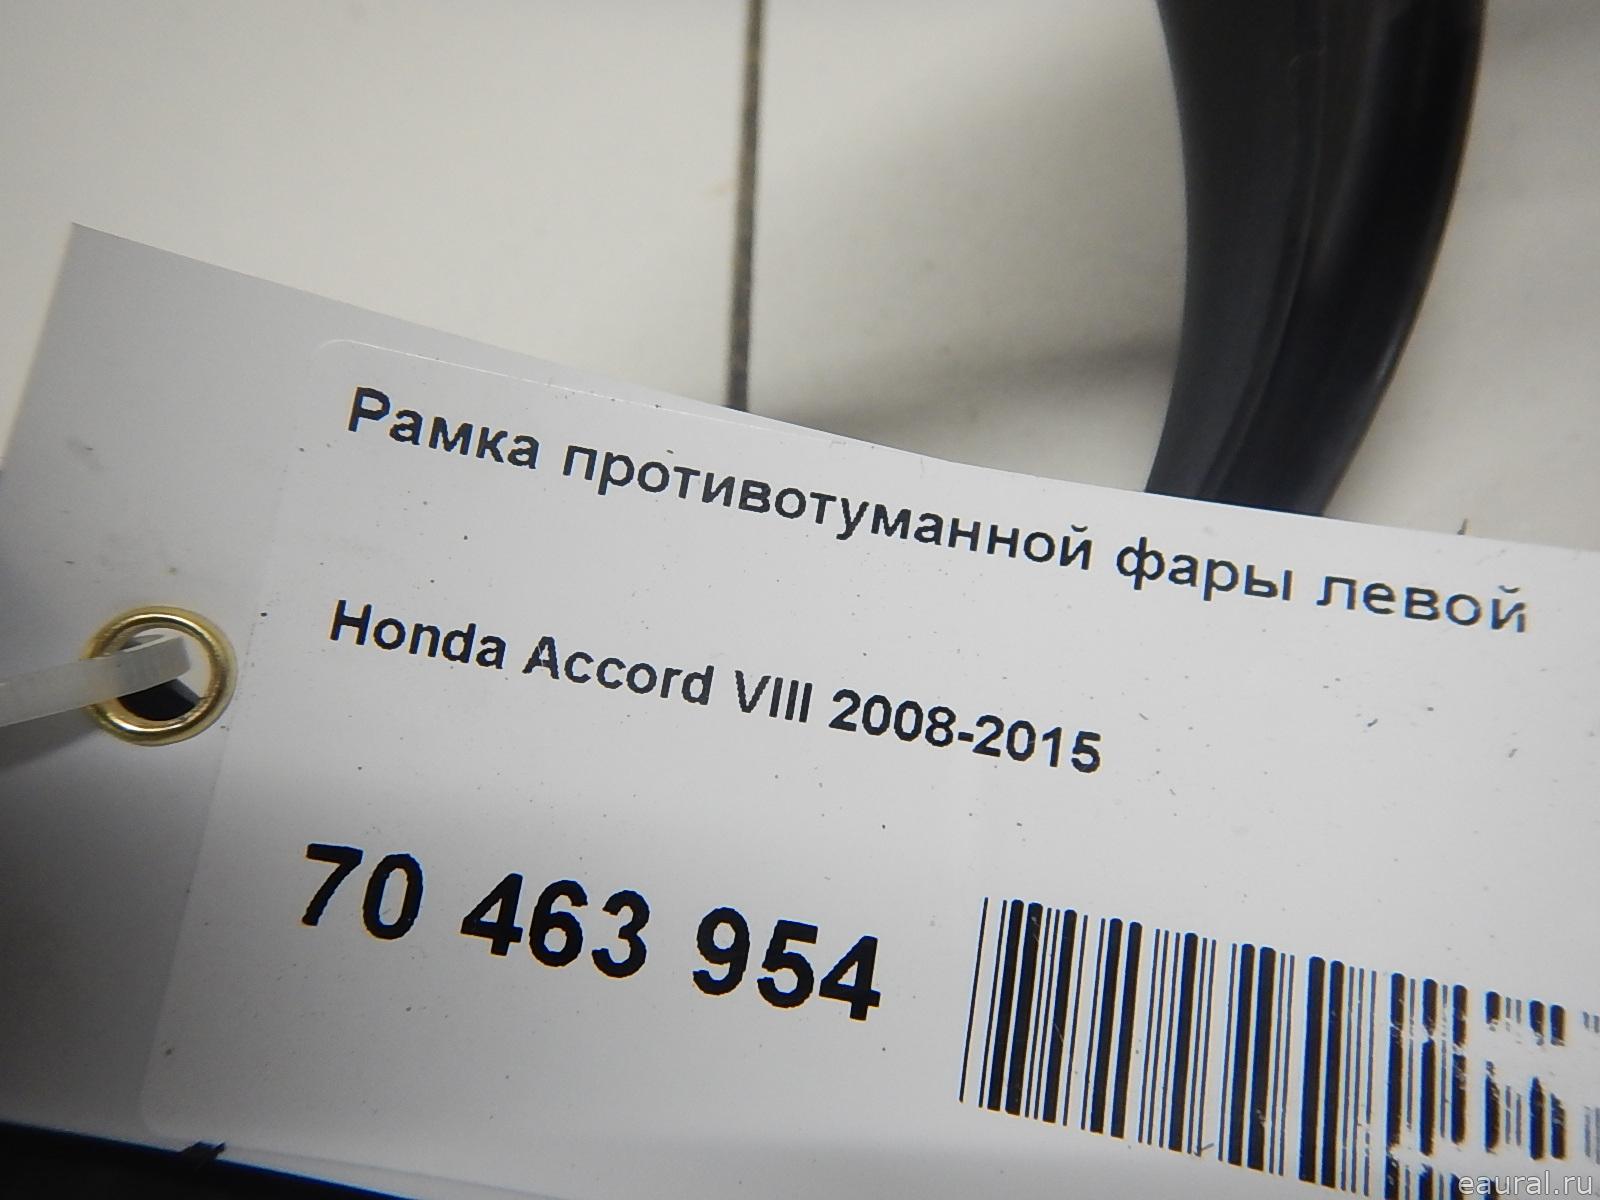 Рамка противотуманной фары левой
Honda Accord VIII 2008-2015
70 463 954
eaural.ru